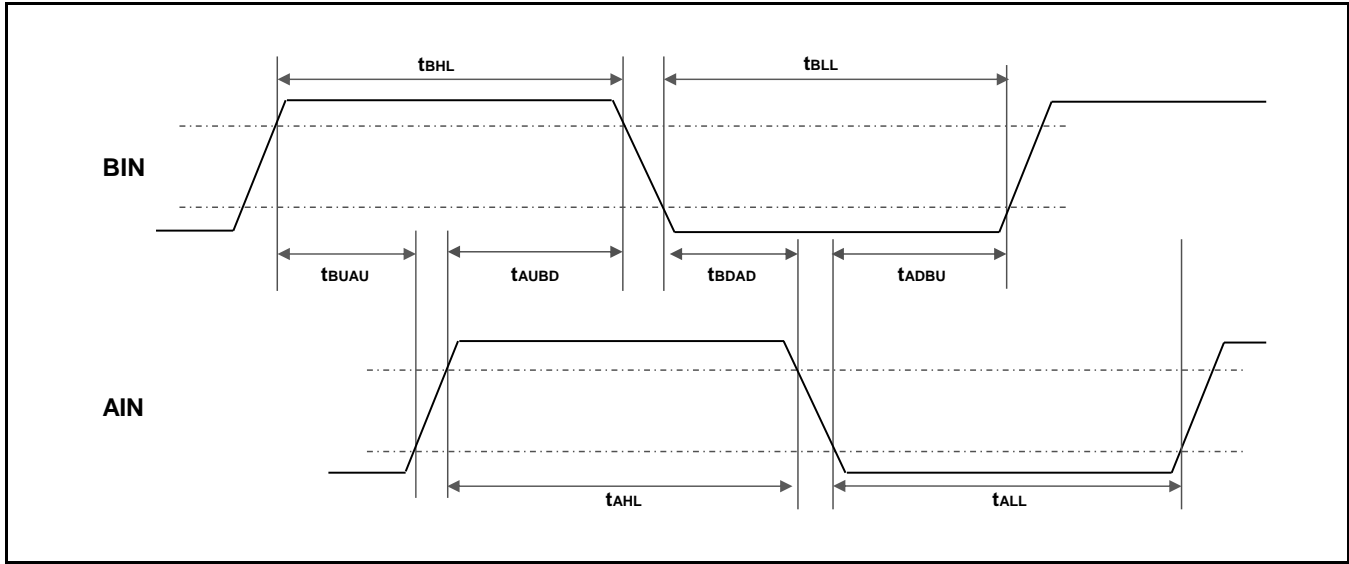 tBHL
tBLL
BIN
tBUAU
tAUBD
tBDAD
tADBU
AIN
tAHL
tALL